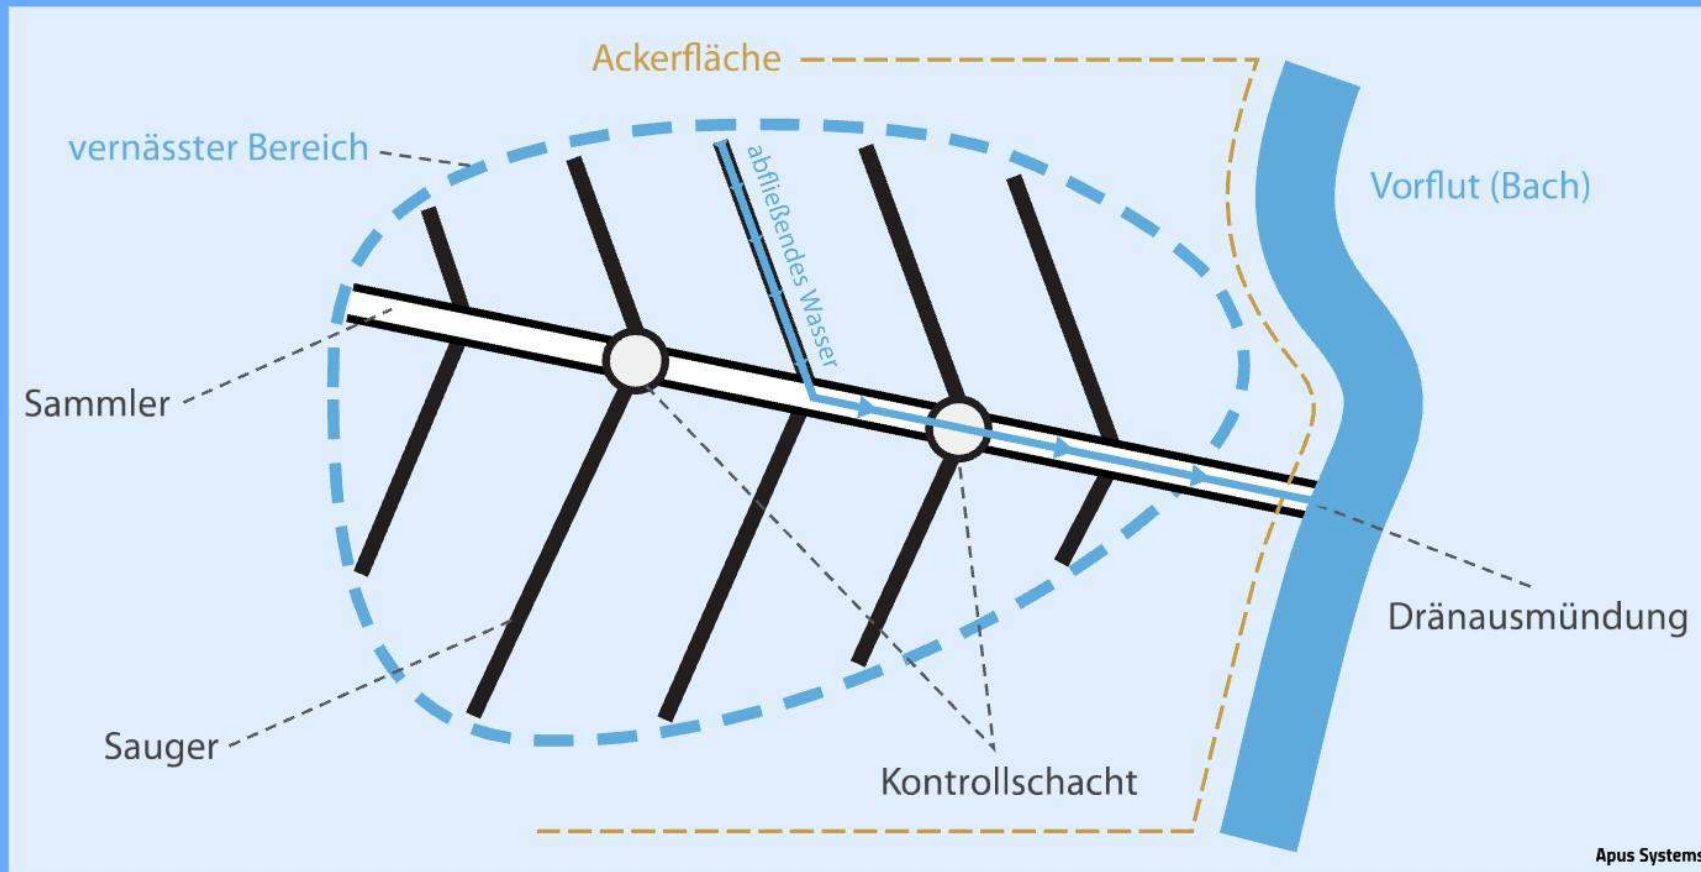 Ackerfläche
vernässter Bereich
abfließendes Wasser
Vorflut (Bach)
Sammler
Dränausmündung
Sauger
Kontrollschacht
Apus Systems